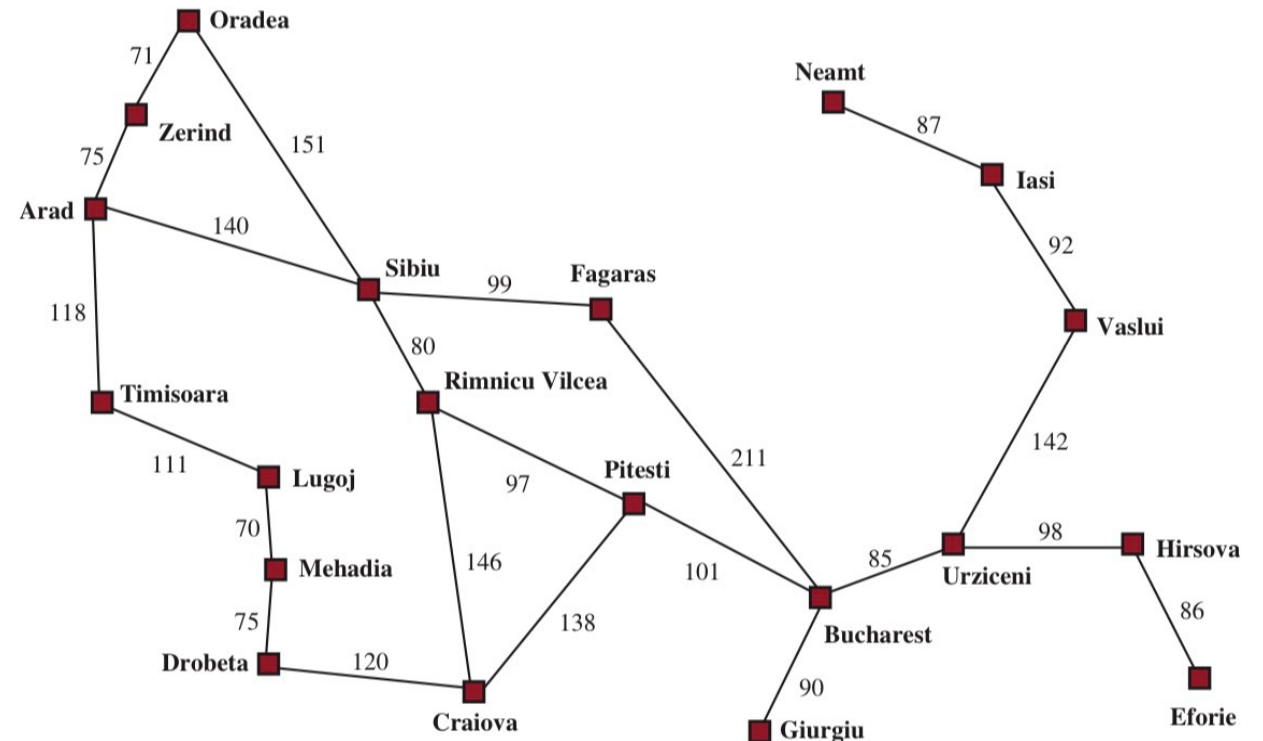 Oradea
71
Neamt
Zerind
87
151
75
Iasi
Arad
140
92
Sibiu
99
Fagaras
118
Vaslui
80
Rimnicu Vilcea
Timisoara
142
211
111
Pitesti
Lugoj
97
70
98
Hirsova
146
85
Mehadia
101
Urziceni
86
75
138
Bucharest
Drobeta
120
90
Craiova
Eforie
Giurgiu